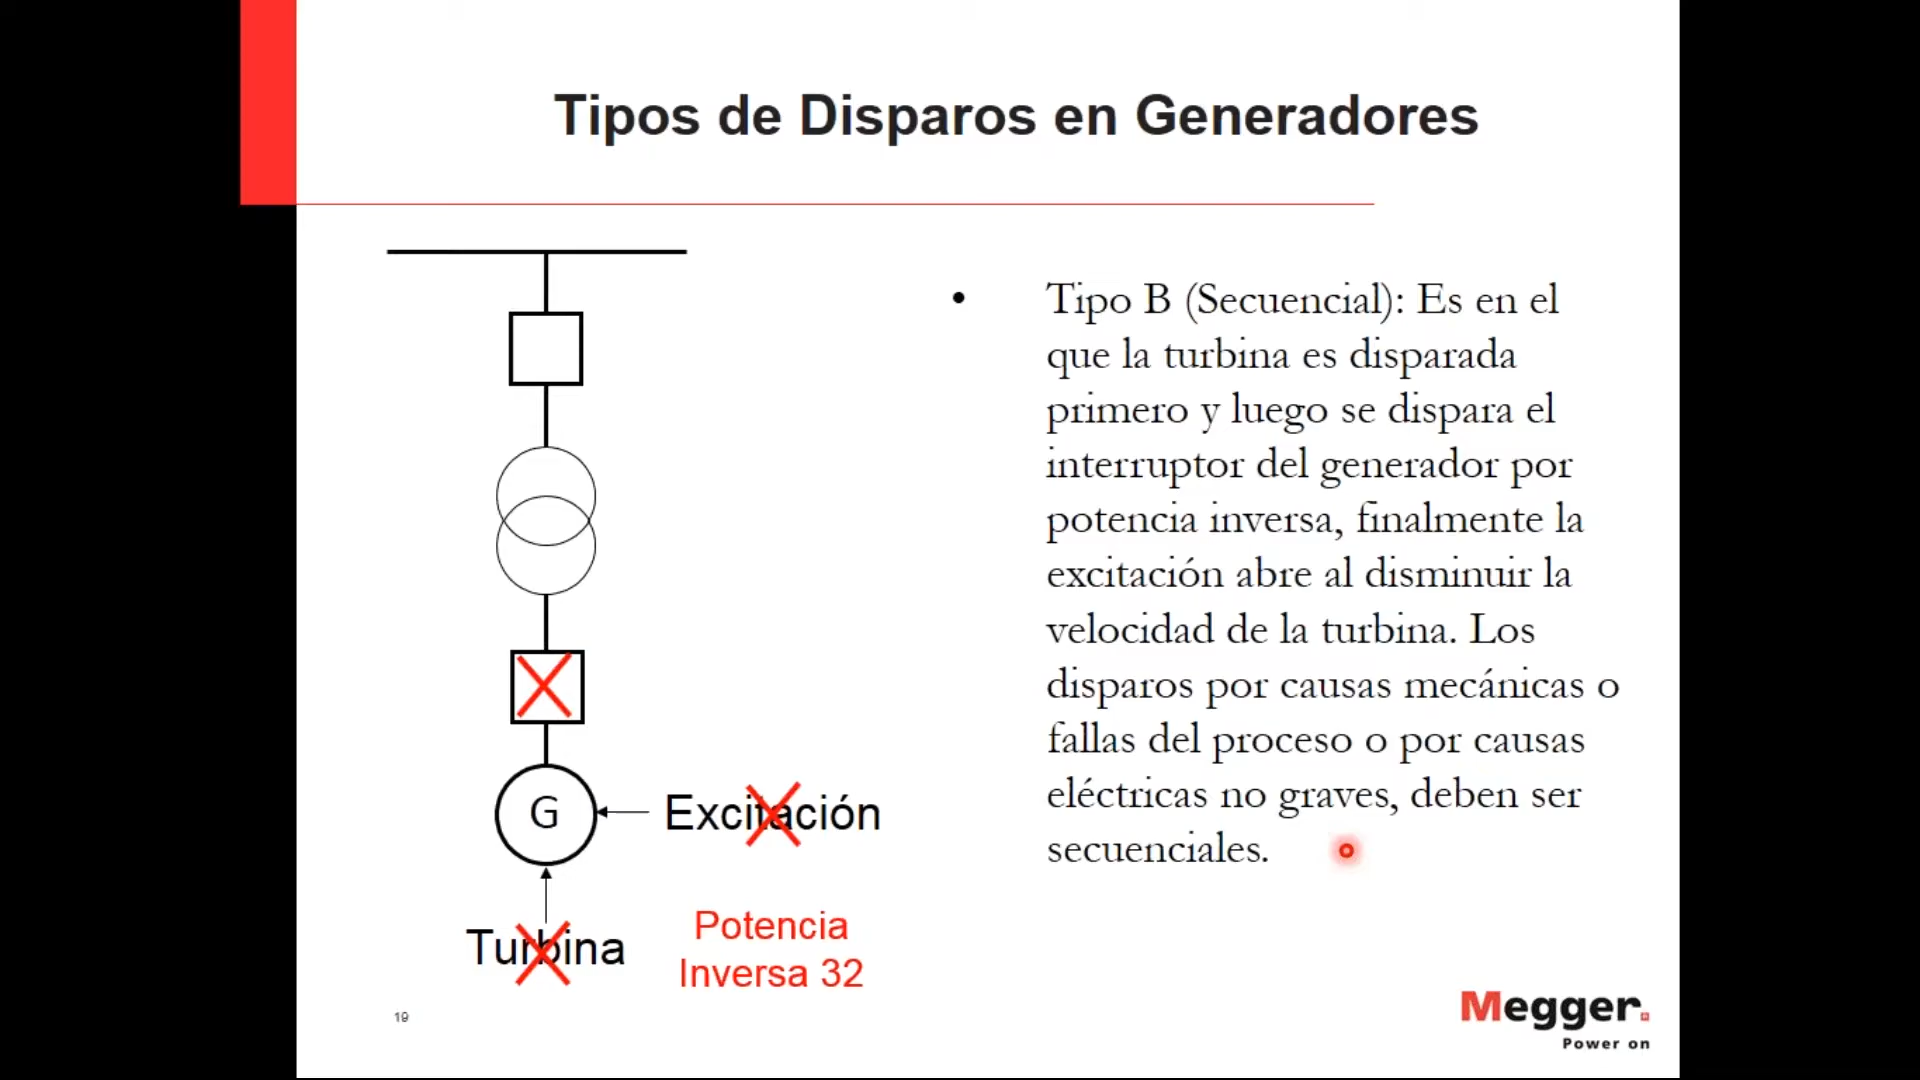 Tipos de Disparos en Generadores
• Tipo B (Secuencial): Es en el
que la turbina es disparada
primero y luego se dispara el
interruptor del generador por
potencia inversa, finalmente la
excitación abre al disminuir la
velocidad de la turbina. Los
disparos por causas mecánicas o
fallas del proceso o por causas
eléctricas no graves, deben ser
secuenciales.
G
Excitación
Turbina
Potencia
Inversa 32
19
Megger.
Power on